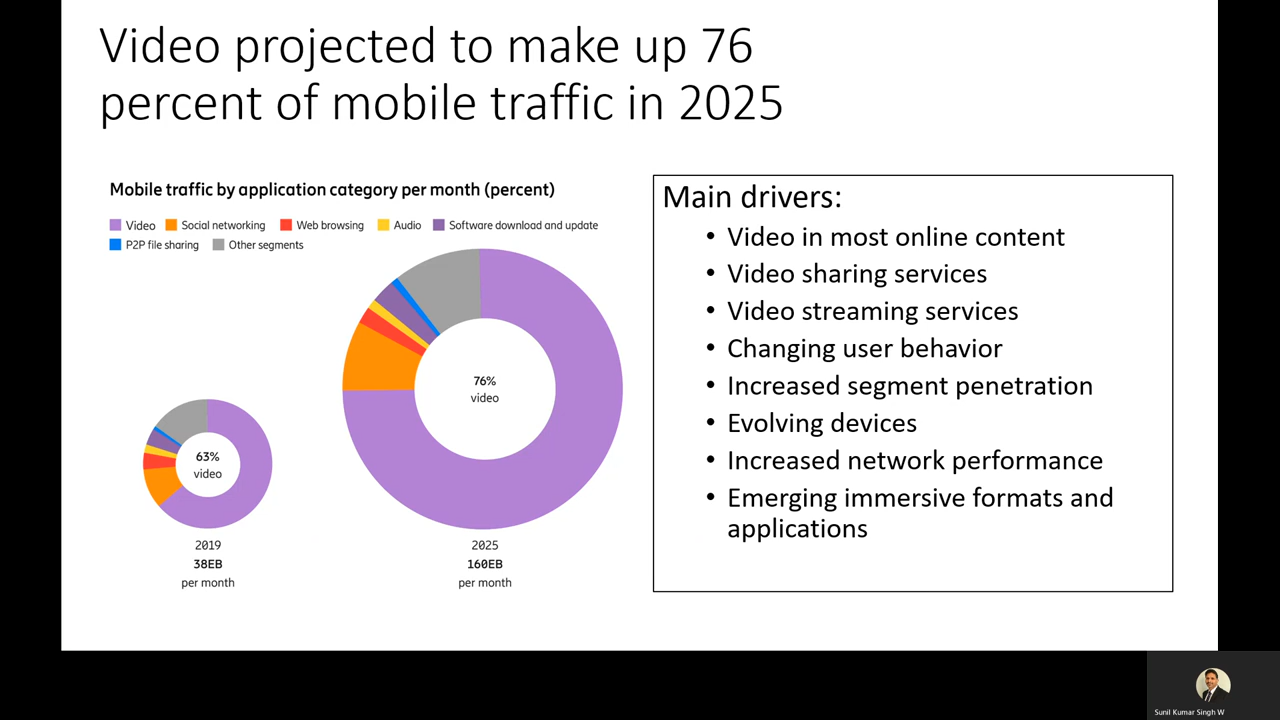 Video projected to make up 76
percent of mobile traffic in 2025
Mobile traffic by application category per month (percent)
Video Social networking Web browsing Audio Software download and update
P2P file sharing Other segments
76%
video
63%
video
2019
38EB
per month
2025
160EB
per month
Main drivers:
• Video in most online content
• Video sharing services
• Video streaming services
• Changing user behavior
• Increased segment penetration
• Evolving devices
• Increased network performance
• Emerging immersive formats and
applications
Sunil Kumar Singh W